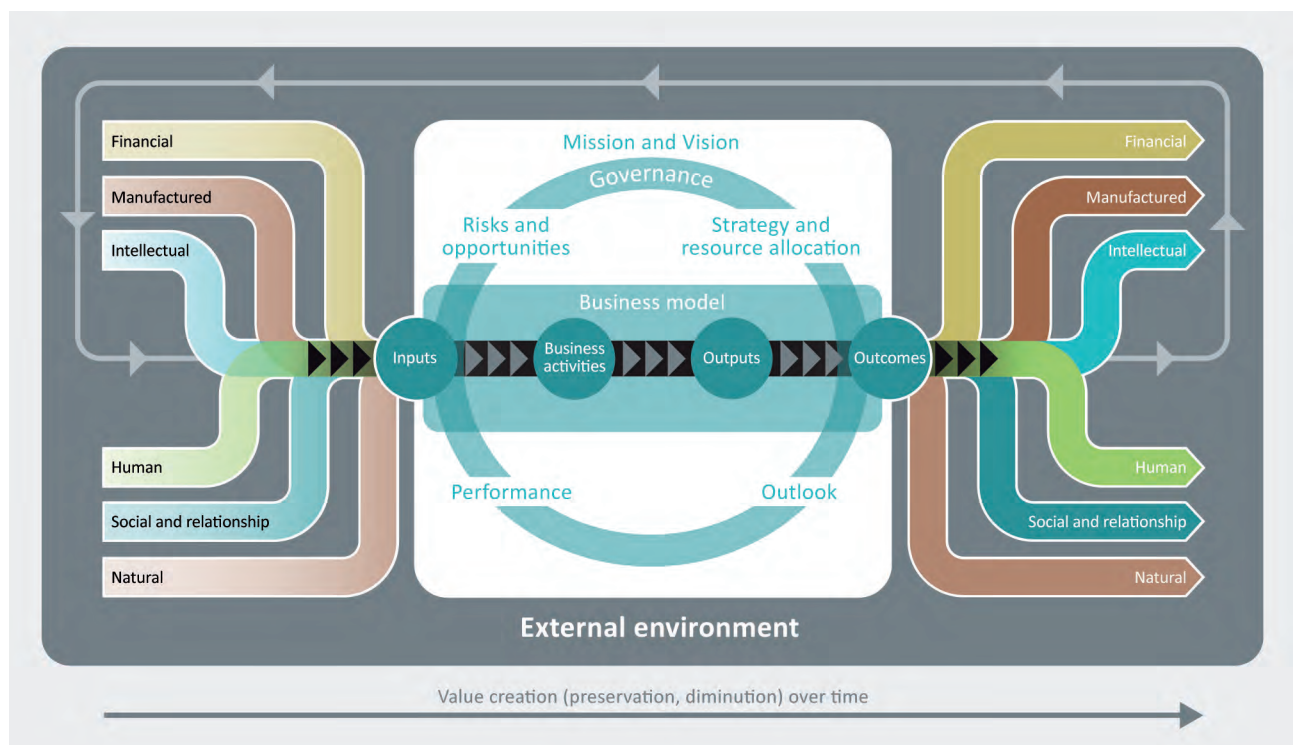 Financial
Manufactured
Intellectual
Human
Social and relationship
Natural
Mission and Vision
Governance
Risks and
opportunities
Strategy and
resource allocation
Business model
Inputs
Business
activities
Outputs
Outcomes
Performance
Outlook
Financial
Manufactured
Intellectual
Human
Social and relationship
Natural
External environment
Value creation (preservation, diminution) over time